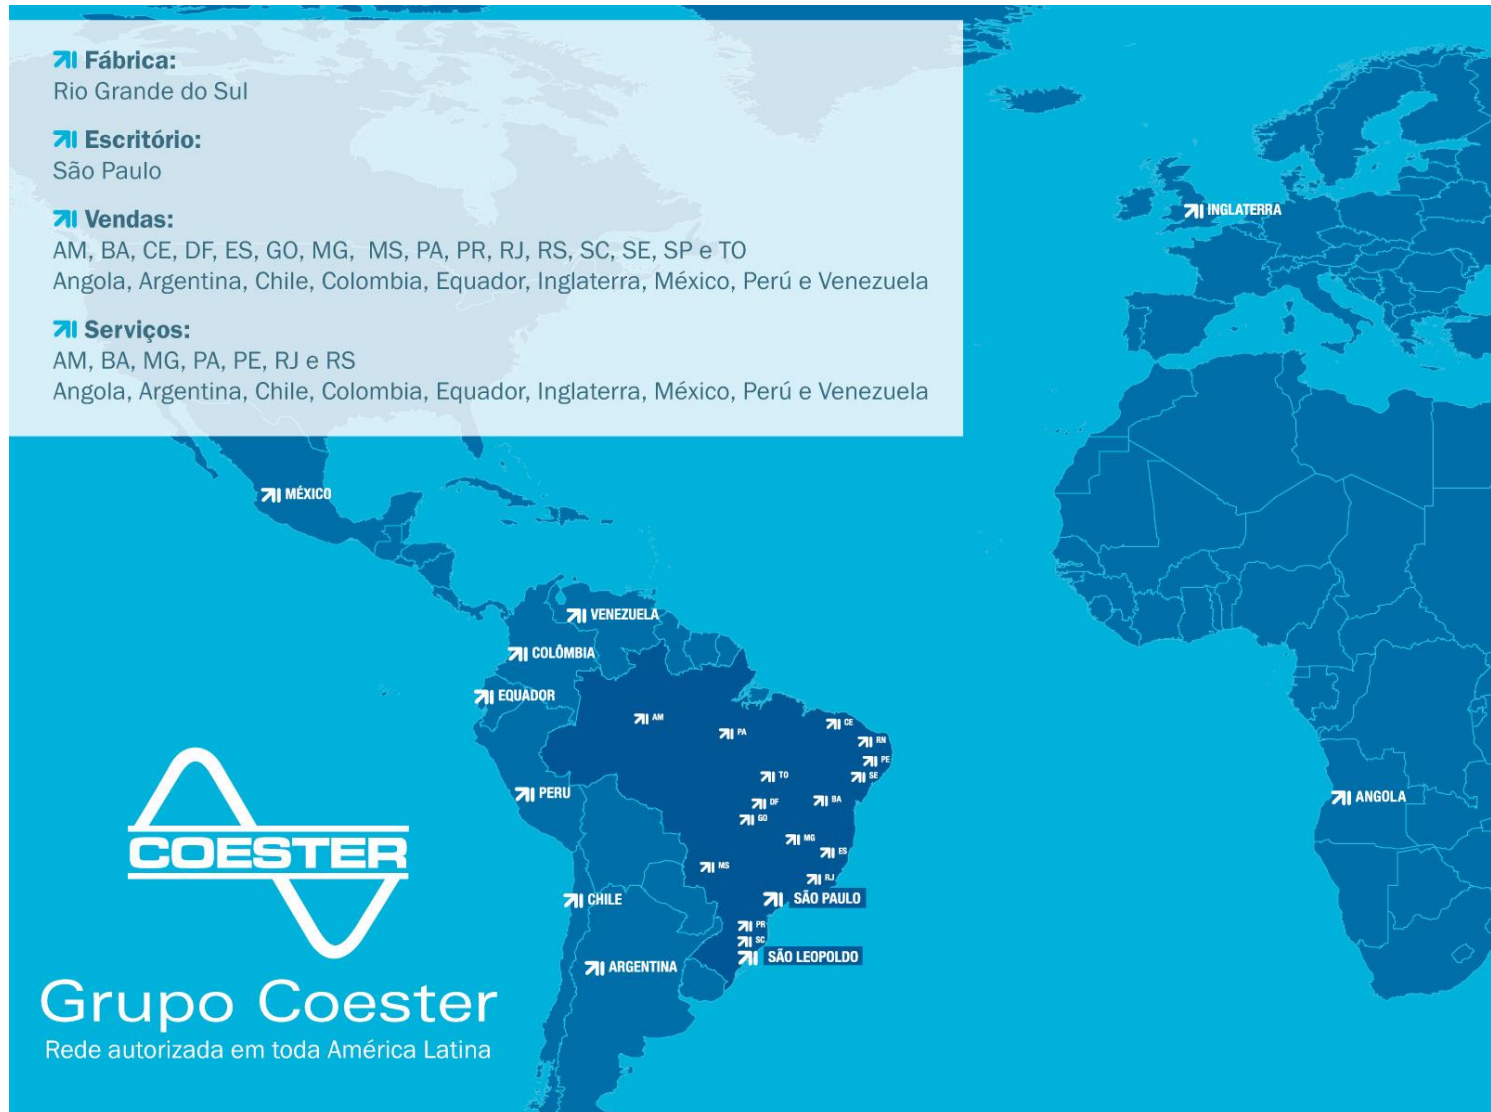 Fábrica:
Rio Grande do Sul
Escritório:
São Paulo
Vendas:
AM, BA, CE, DF, ES, GO, MG, MS, PA, PR, RJ, RS, SC, SE, SP e TO
Angola, Argentina, Chile, Colombia, Equador, Inglaterra, México, Perú e Venezuela
Serviços:
AM, BA, MG, PA, PE, RJ e RS
Angola, Argentina, Chile, Colombia, Equador, Inglaterra, México, Perú e Venezuela
INGLATERRA
MÉXICO
VENEZUELA
COLÔMBIA
EQUADOR
AM
PA
CE
RN
PE
SE
TO
BA
DF
GO
PERU
ANGOLA
MG
ES
MS
RJ
SÃO PAULO
CHILE
PR
SC
SÃO LEOPOLDO
ARGENTINA
COESTER
Grupo Coester
Rede autorizada em toda América Latina